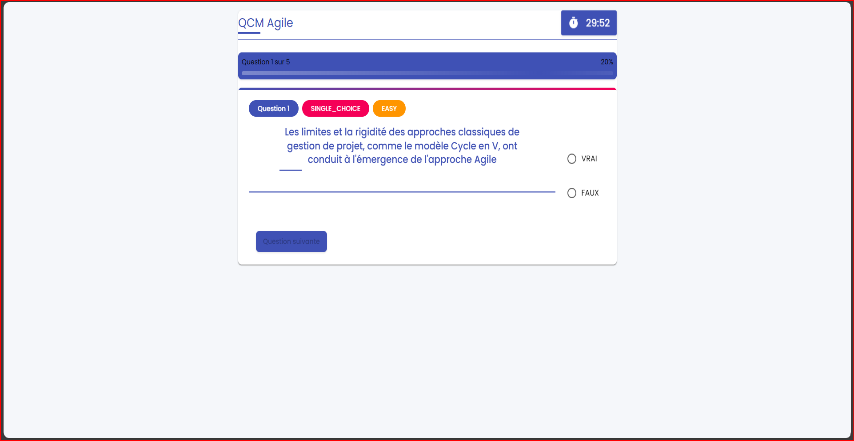 QCM Agile
29:52
Question 1 sur 5
20%
Question 1
SINGLE_CHOICE
EASY
Les limites et la rigidité des approches classiques de
gestion de projet, comme le modèle Cycle en V, ont
conduit à l'émergence de l'approche Agile
VRAI
FAUX
Question suivante